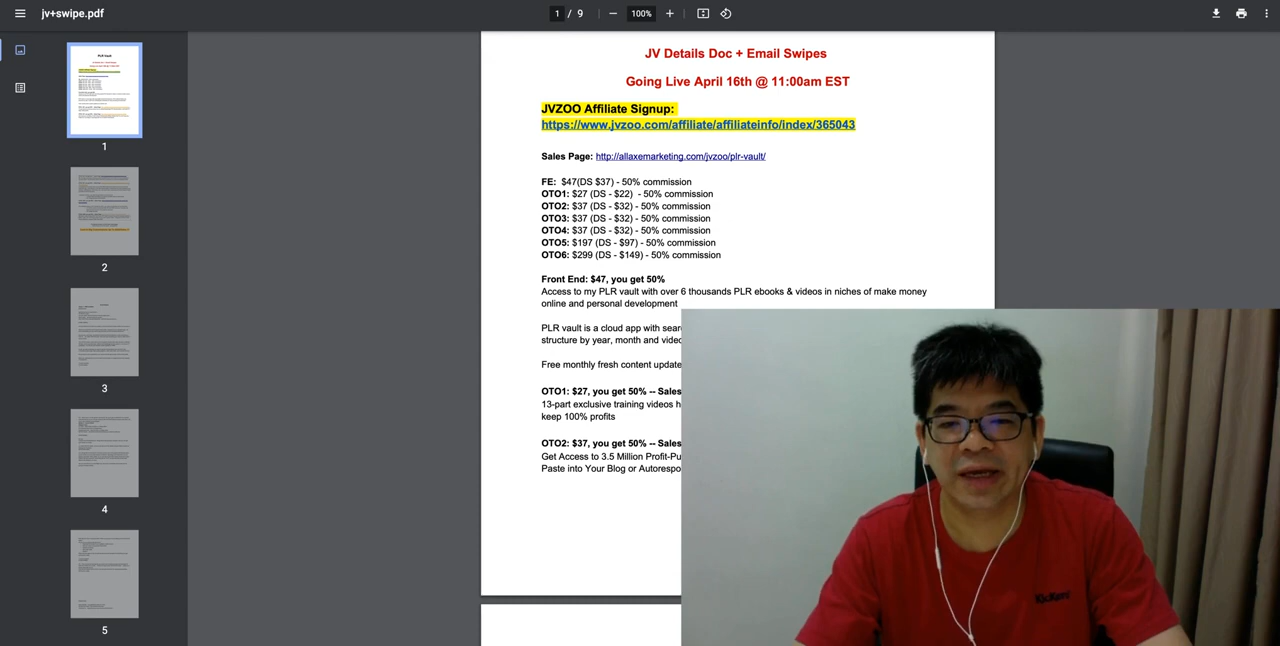 jv+swipe.pdf
1 / 9
100%
JV Details Doc + Email Swipes
Going Live April 16th @ 11:00am EST
JVZOO Affiliate Signup:
https://www.jvzoo.com/affiliate/affiliateinfo/index/365043
Sales Page: http://allaxemarketing.com/jvzoo/plr-vault/
FE: $47(DS $37) - 50% commission
OTO1: $27 (DS - $22) - 50% commission
OTO2: $37 (DS - $32) - 50% commission
OTO3: $37 (DS - $32) - 50% commission
OTO4: $37 (DS - $32) - 50% commission
OTO5: $197 (DS - $97) - 50% commission
OTO6: $299 (DS - $149) - 50% commission
Front End: $47, you get 50%
Access to my PLR vault with over 6 thousands PLR ebooks & videos in niches of make money
online and personal development
PLR vault is a cloud app with
structure by year, month and
Free monthly fresh content
OTO1: $27, you get 50% -- Sales
13-part exclusive training videos
keep 100% profits
OTO2: $37, you get 50% -- Sales
Get Access to 3.5 Million
Paste into Your Blog or
1
2
3
4
5